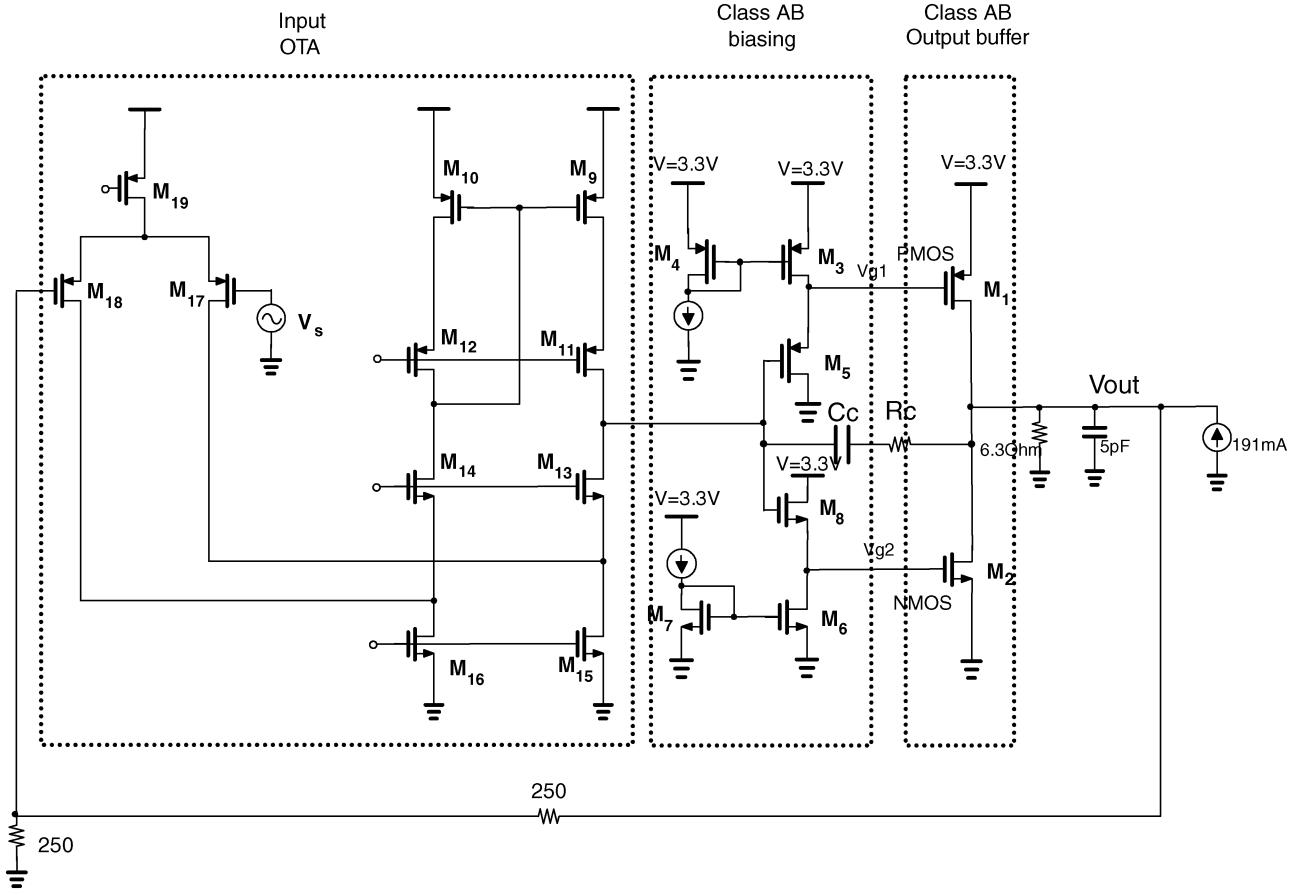 Input
OTA
Class AB
biasing
Class AB
Output buffer
M19
M18
M17
Vs
M10
M9
M12
M11
M14
M13
M16
M15
V=3.3V
V=3.3V
M4
M3
Vg1
M5
Cc
Rc
V=3.3V
V=3.3V
M8
Vg2
M7
M6
V=3.3V
PMOS
M1
NMOS
M2
6.3Ohm
5pF
Vout
191mA
250
250